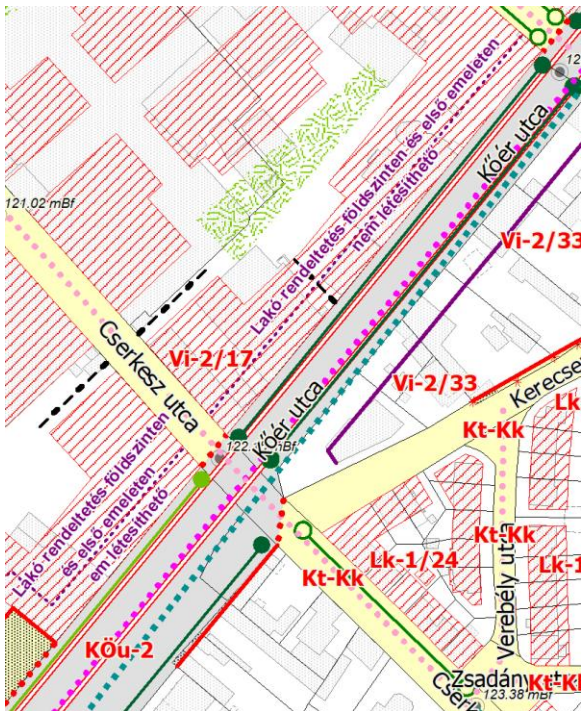 12
Kőér utca
Lakó rendeltetés földszinten és első emeleten
nem létesíthető
121.02 mBf
Vi-2/33
Cserkesz utca
Vi-2/17
Vi-2/33
Kerecse
Lk
Kt-Kk
Kőér utca
122. mBf
Lakó rendeltetés földszinten
és első emeleten
em létesíthető
Kt-Kk
Lk-1/24
Lk-1
Kt-Kk
Verebély utca
KÖu-2
Zsadány ut
Kt-Kk
Cserk
123.38 mBf